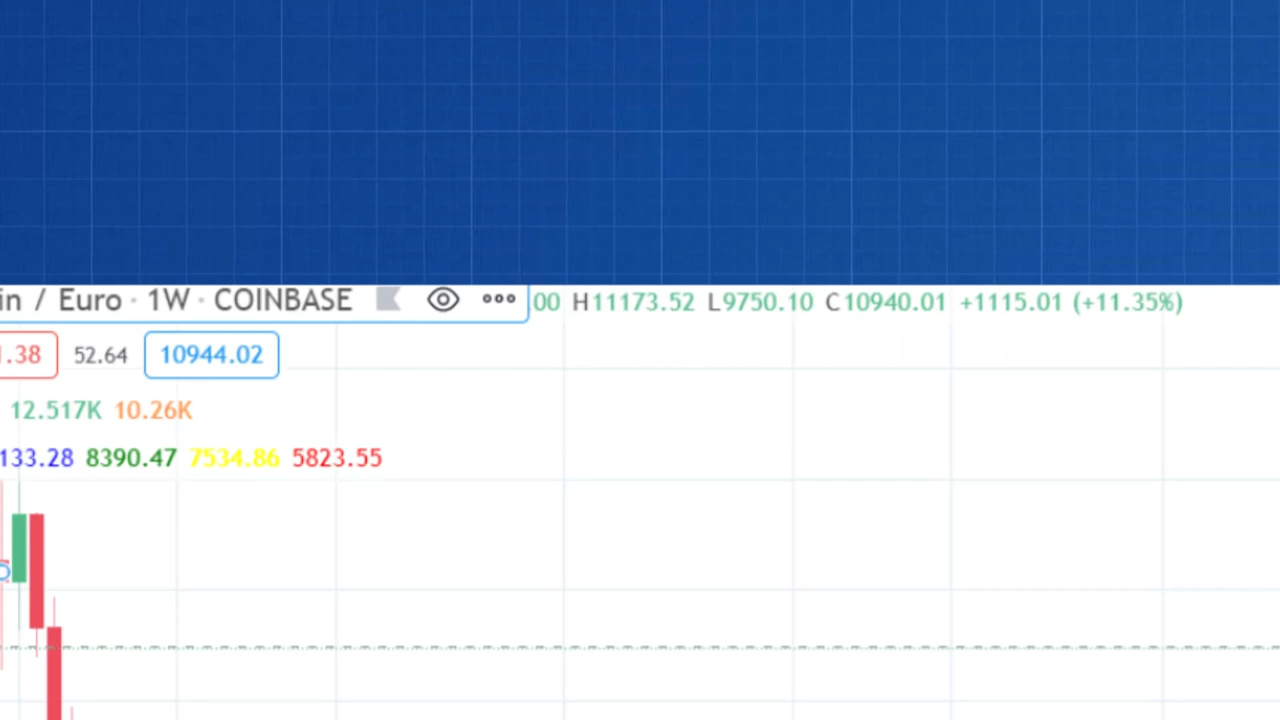 in / Euro · 1W · COINBASE 00 H11173.52 L9750.10 C10940.01 +1115.01 (+11.35%)
.38 52.64 10944.02
12.517K 10.26K
133.28 8390.47 7534.86 5823.55